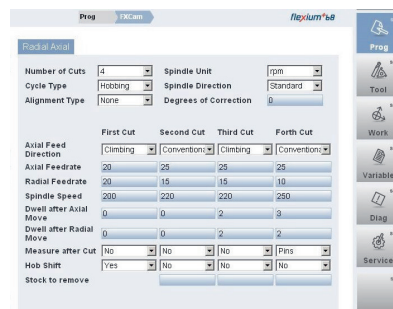 Prog FXCam flexium+68
Radial Axial
Number of Cuts 4 Spindle Unit rpm
Cycle Type Hobbing Spindle Direction Standard
Alignment Type None Degrees of Correction 0
First Cut Second Cut Third Cut Forth Cut
Axial Feed Direction Climbing Conventiona Climbing Conventiona
Axial Feedrate 20 25 25 25
Radial Feedrate 20 15 15 10
Spindle Speed 200 220 220 250
Dwell after Axial Move 0 0 2 3
Dwell after Radial Move 0 0 2 2
Measure after Cut No No No Pins
Hob Shift Yes No No No
Stock to remove
Prog
Tool
Work
Variable
Diag
Service